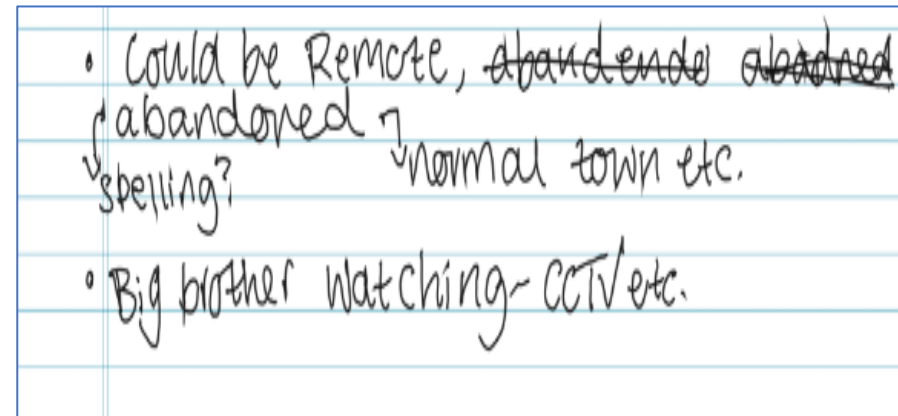 • Could be Remote, abandende abadned
abandoned
normal town etc.
spelling?
• Big brother watching - CCTV etc.